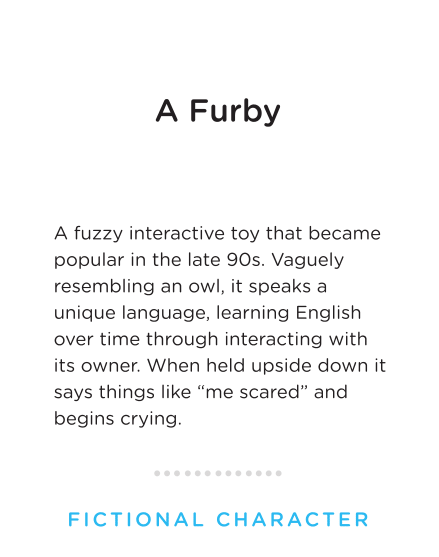 A Furby
A fuzzy interactive toy that became
popular in the late 90s. Vaguely
resembling an owl, it speaks a
unique language, learning English
over time through interacting with
its owner. When held upside down it
says things like “me scared” and
begins crying.
FICTIONAL CHARACTER